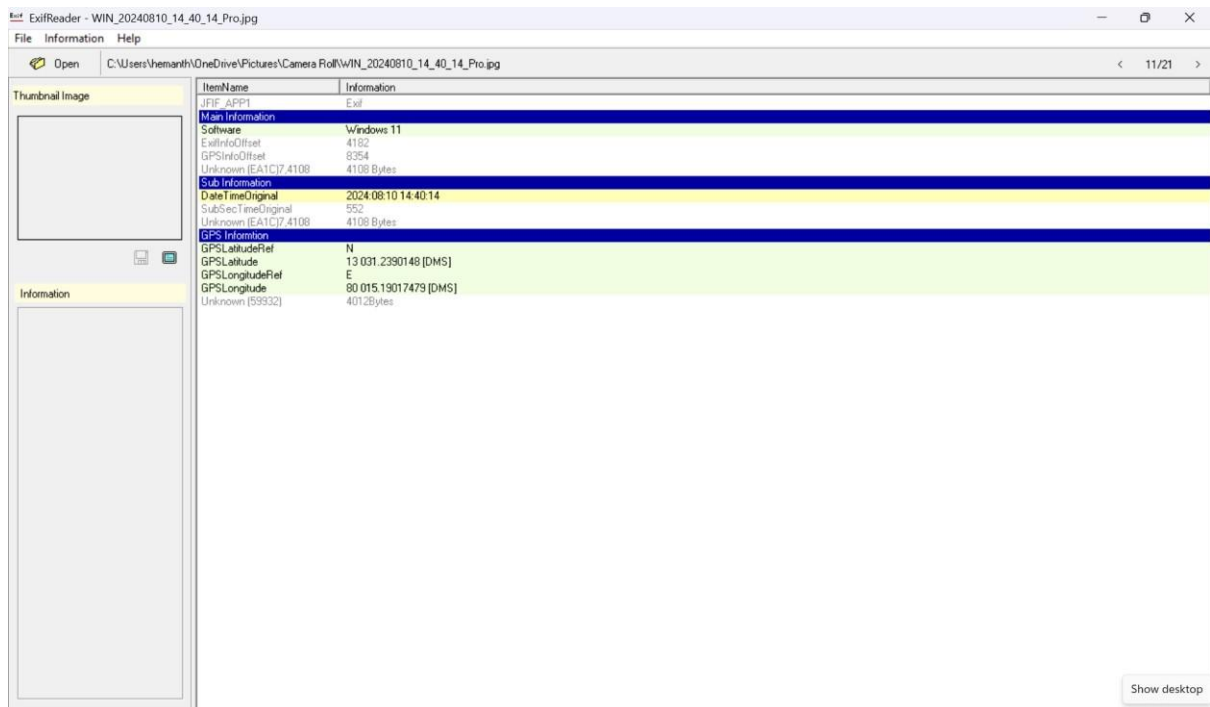 Exif ExifReader - WIN_20240810_14_40_14_Pro.jpg
File Information Help
Open C:\Users\hemanth\OneDrive\Pictures\Camera Roll\WIN_20240810_14_40_14_Pro.jpg < 11/21 >
Thumbnail Image
ItemName Information
JFIF_APP1 Exif
Main Information
Software Windows 11
ExifInfoOffset 4182
GPSInfoOffset 8354
Unknown (EA1C)7,4108 4108 Bytes
Sub Information
DateTimeOriginal 2024:08:10 14:40:14
SubSecTimeOriginal 552
Unknown (EA1C)7,4108 4108 Bytes
GPS Informtion
GPSLatitudeRef N
GPSLatitude 13 031.2390148 [DMS]
GPSLongitudeRef E
GPSLongitude 80 015.19017479 [DMS]
Unknown (59932) 4012Bytes
Information
Show desktop